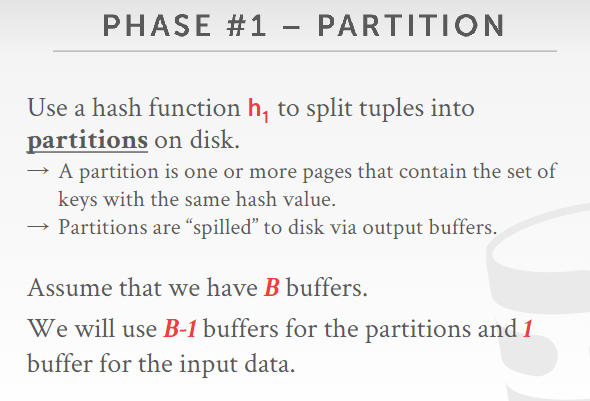 PHASE #1 – PARTITION
Use a hash function h₁ to split tuples into
partitions on disk.
→ A partition is one or more pages that contain the set of
keys with the same hash value.
→ Partitions are “spilled” to disk via output buffers.
Assume that we have B buffers.
We will use B-1 buffers for the partitions and 1
buffer for the input data.